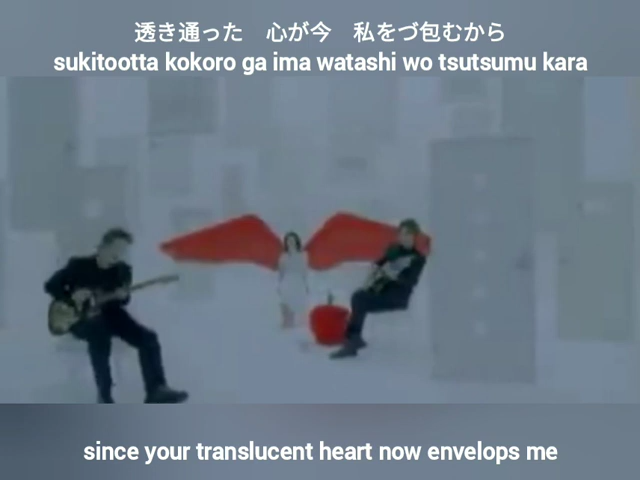 透き通った　心が今　私をづ包むから
sukitootta kokoro ga ima watashi wo tsutsumu kara
since your translucent heart now envelops me